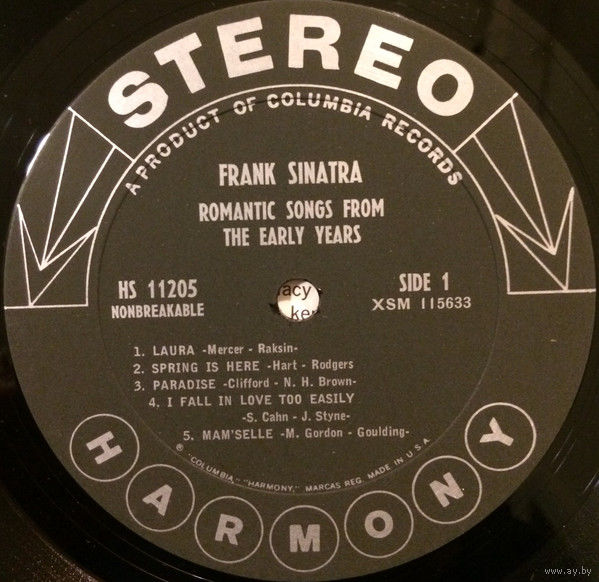 STEREO
A PRODUCT OF COLUMBIA RECORDS
FRANK SINATRA
ROMANTIC SONGS FROM
THE EARLY YEARS
HS 11205
NONBREAKABLE
SIDE 1
XSM 115633
1. LAURA -Mercer - Raksin-
2. SPRING IS HERE -Hart - Rodgers
3. PARADISE -Clifford - N. H. Brown-
4. I FALL IN LOVE TOO EASILY
-S. Cahn - J. Styne-
5. MAM'SELLE -M. Gordon - Goulding-
℗ "COLUMBIA," "HARMONY," MARCAS REG. MADE IN U.S.A.
HARMONY
www.ay.by